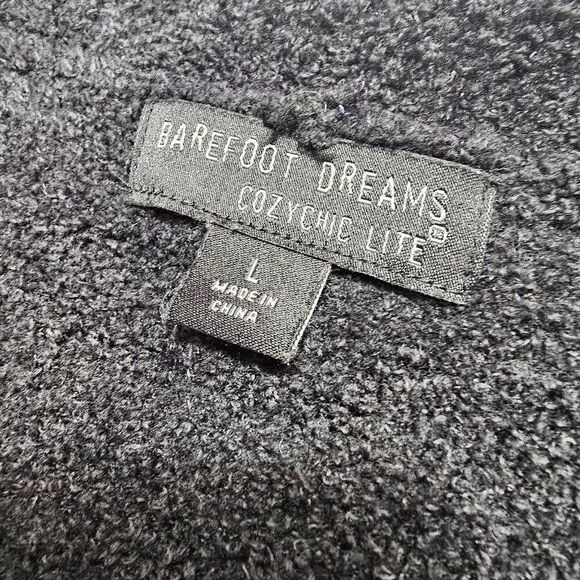 BAREFOOT DREAMS
COZYCHIC LITE®
L
MADE IN
CHINA